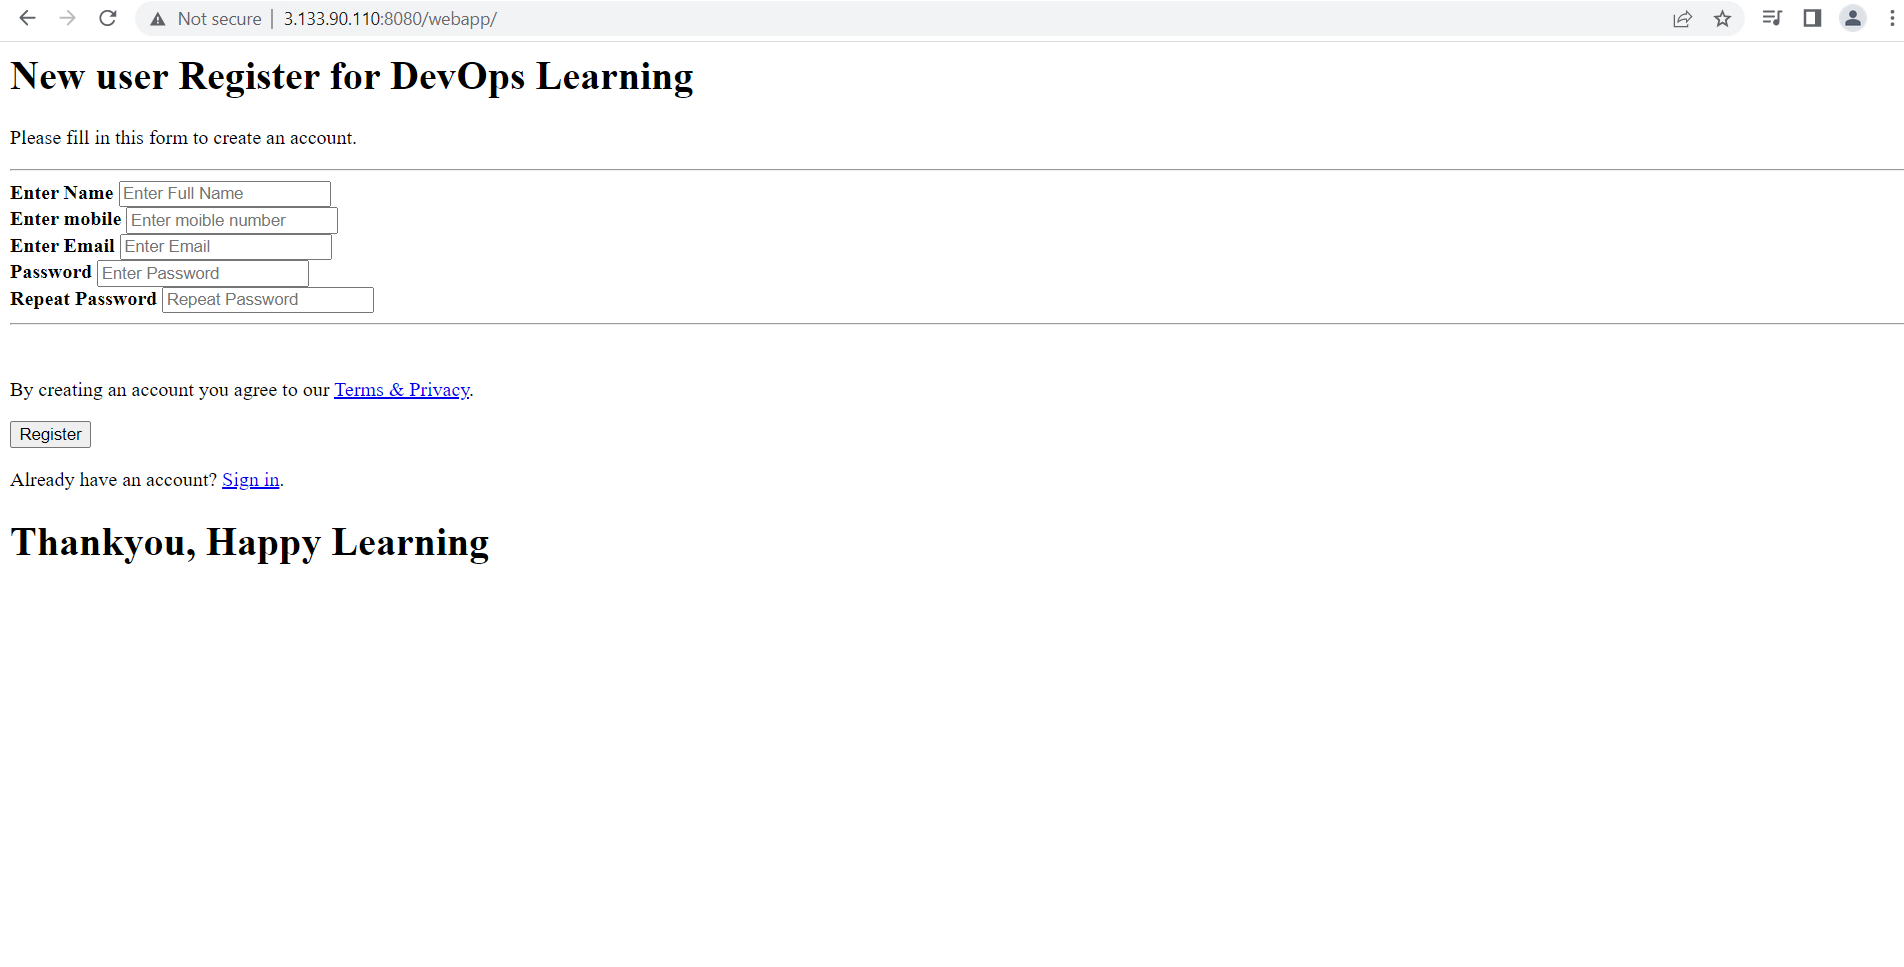 Not secure | 3.133.90.110:8080/webapp/
New user Register for DevOps Learning
Please fill in this form to create an account.
Enter Name Enter Full Name
Enter mobile Enter moible number
Enter Email Enter Email
Password Enter Password
Repeat Password Repeat Password
By creating an account you agree to our Terms & Privacy.
Register
Already have an account? Sign in.
Thankyou, Happy Learning